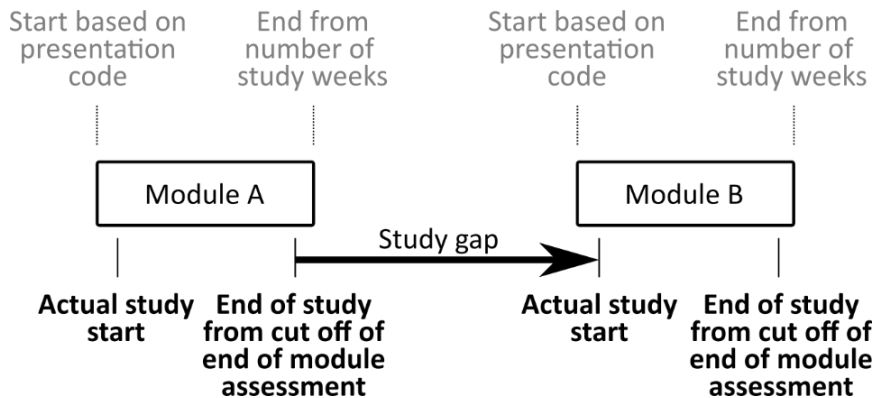 Start based on
presentation
code
End from
number of
study weeks
Start based on
presentation
code
End from
number of
study weeks
Module A
Module B
Study gap
Actual study
start
End of study
from cut off of
end of module
assessment
Actual study
start
End of study
from cut off of
end of module
assessment